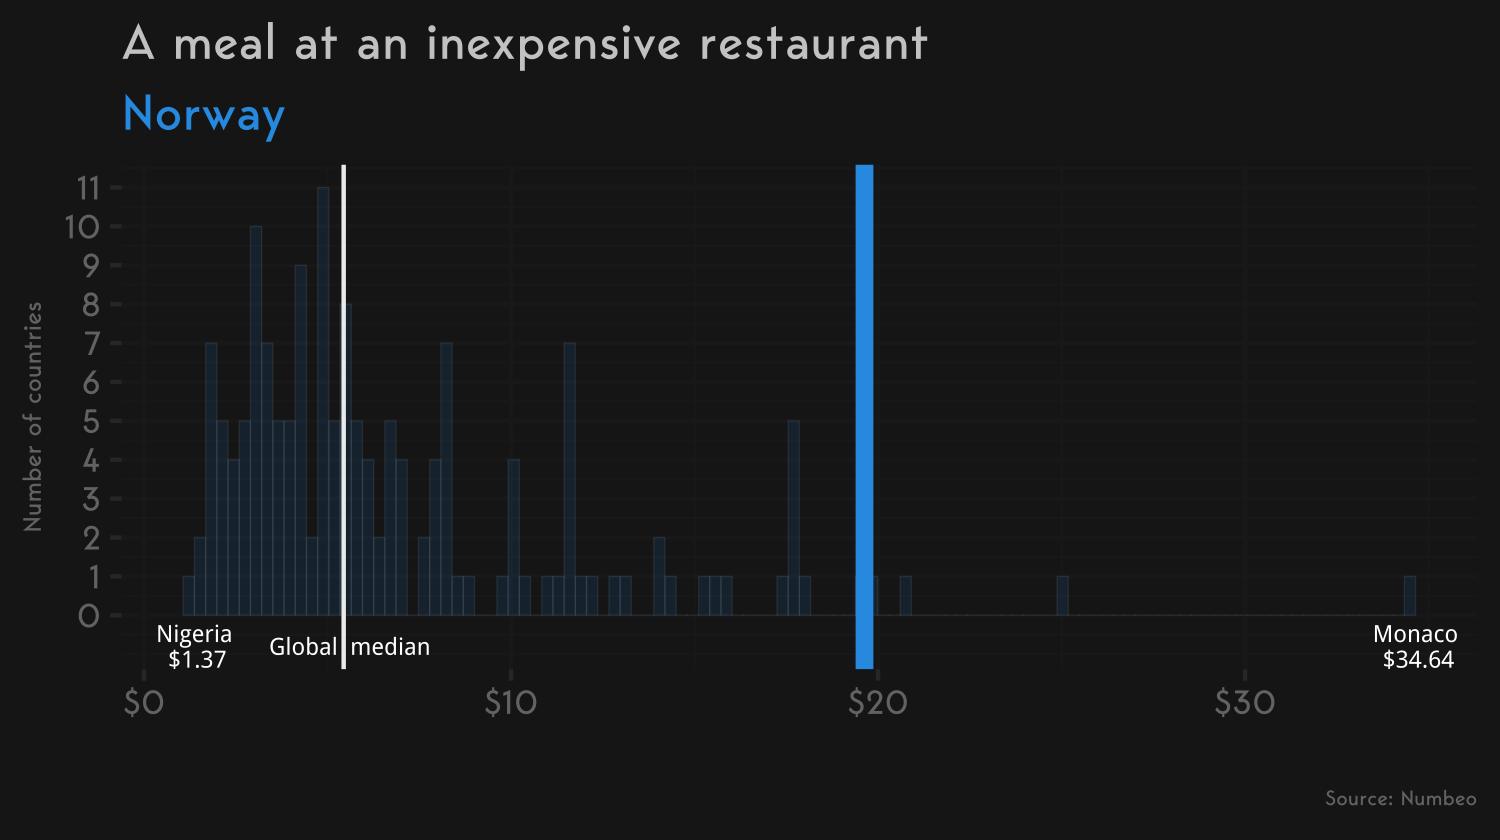 A meal at an inexpensive restaurant
Norway
Number of countries
11
10
9
8
7
6
5
4
3
2
1
0
Nigeria
$1.37
Global median
Monaco
$34.64
$0 $10 $20 $30
Source: Numbeo